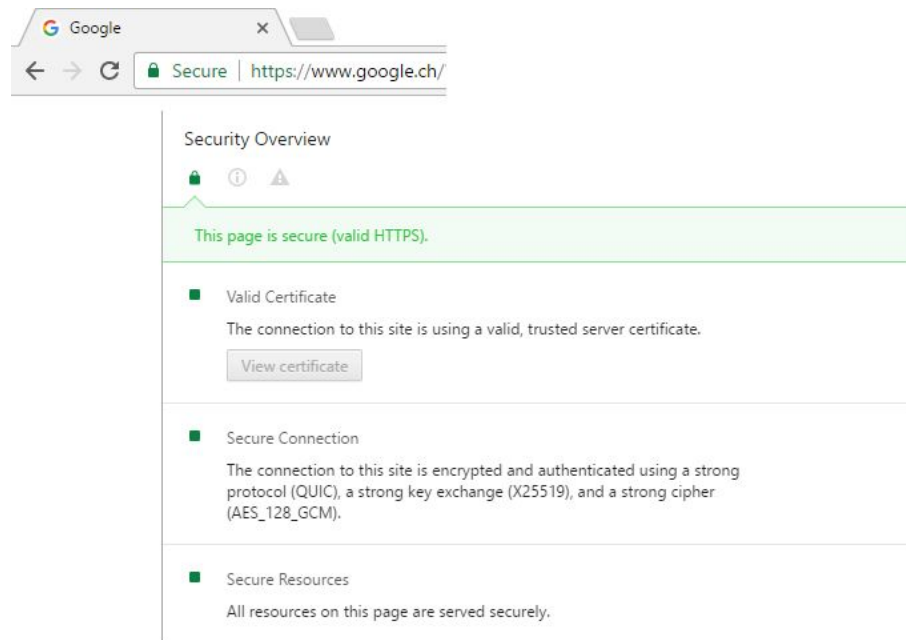 Google
Secure | https://www.google.ch/
Security Overview
This page is secure (valid HTTPS).
Valid Certificate
The connection to this site is using a valid, trusted server certificate.
View certificate
Secure Connection
The connection to this site is encrypted and authenticated using a strong
protocol (QUIC), a strong key exchange (X25519), and a strong cipher
(AES_128_GCM).
Secure Resources
All resources on this page are served securely.